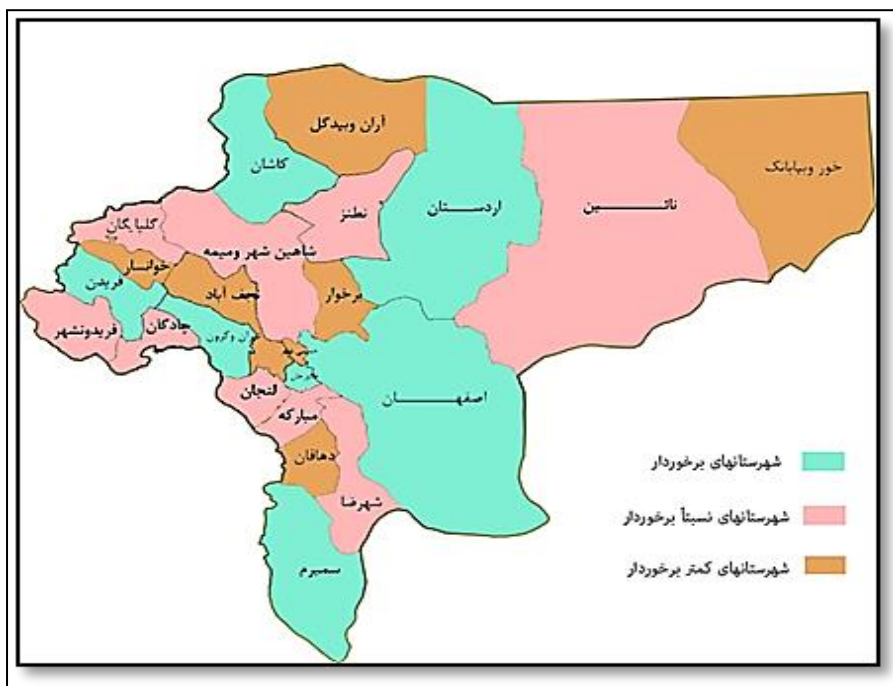 آران وبیدگل
کاشان
خور وبیابانک
اردستان
نائین
نطنز
گلپایگان
شاهین شهر ومیمه
خوانسار
فریدن
نجف آباد
برخوار
چادگان
فریدونشهر
اصفهان
لنجان
مبارکه
دهاقان
شهرضا
سمیرم
شهرستانهای برخوردار
شهرستانهای نسبتاً برخوردار
شهرستانهای کمتر برخوردار